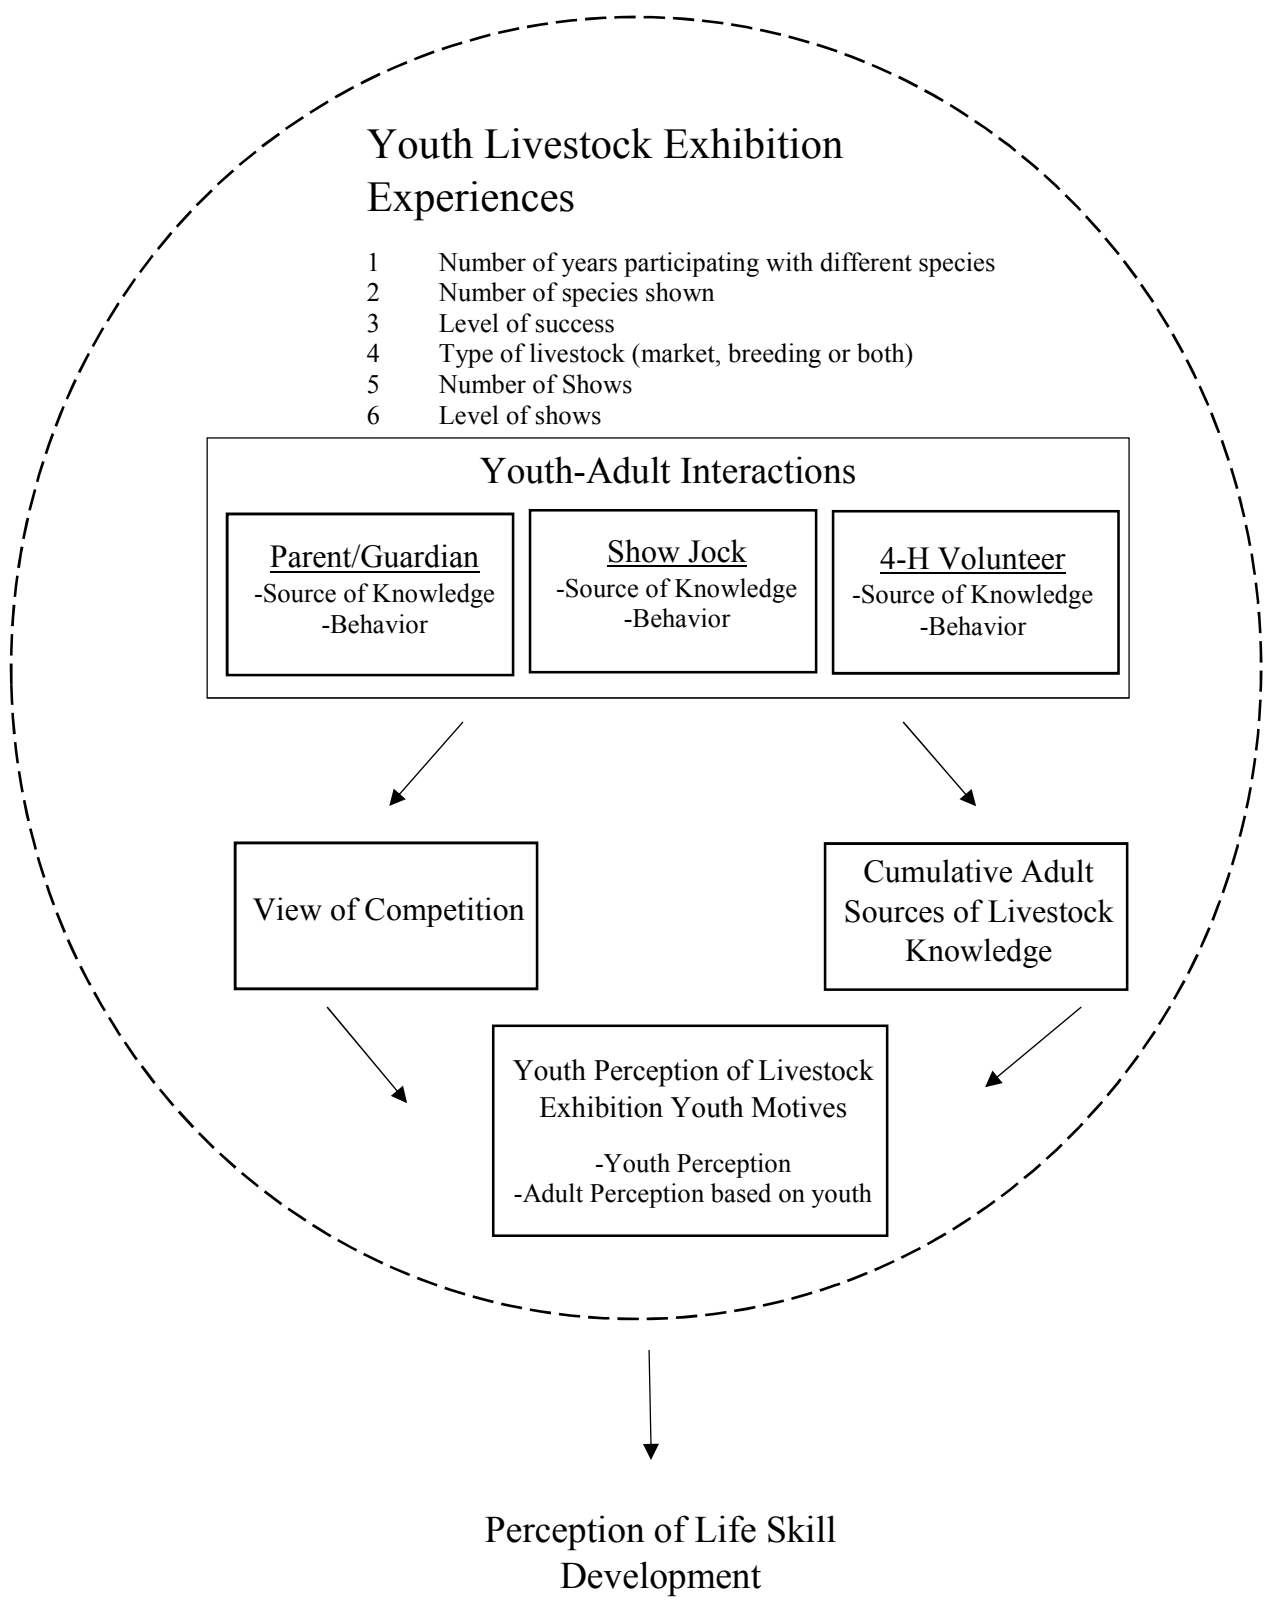 Youth Livestock Exhibition
Experiences
1 Number of years participating with different species
2 Number of species shown
3 Level of success
4 Type of livestock (market, breeding or both)
5 Number of Shows
6 Level of shows
Youth-Adult Interactions
Parent/Guardian
-Source of Knowledge
-Behavior
Show Jock
-Source of Knowledge
-Behavior
4-H Volunteer
-Source of Knowledge
-Behavior
View of Competition
Cumulative Adult
Sources of Livestock
Knowledge
Youth Perception of Livestock
Exhibition Youth Motives
-Youth Perception
-Adult Perception based on youth
Perception of Life Skill
Development